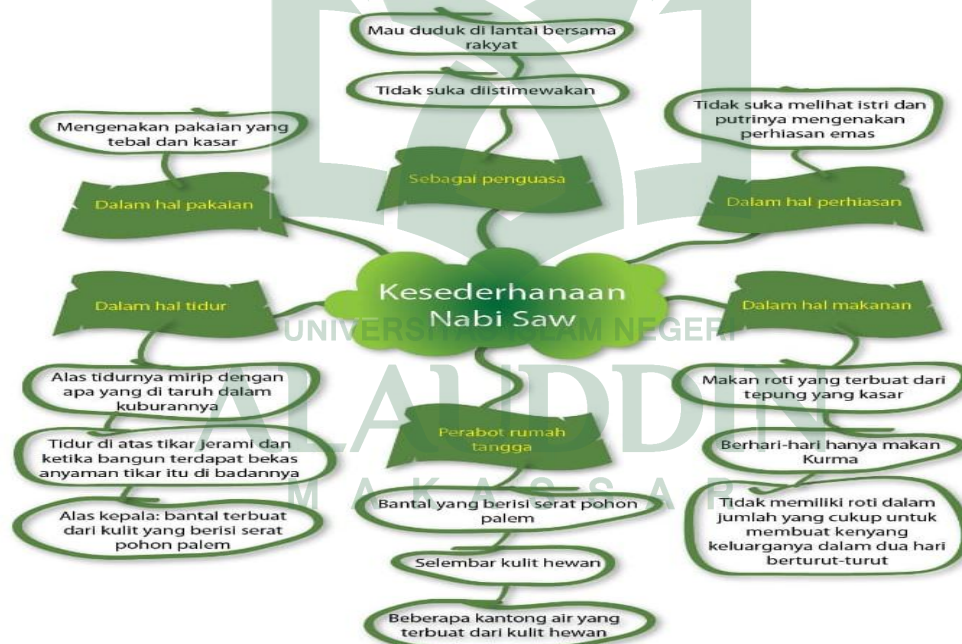 Mau duduk di lantai bersama
rakyat
Tidak suka diistimewakan
Sebagai penguasa
Mengenakan pakaian yang
tebal dan kasar
Dalam hal pakaian
Tidak suka melihat istri dan
putrinya mengenakan
perhiasan emas
Dalam hal perhiasan
Kesederhanaan
Nabi Saw
Dalam hal tidur
Alas tidurnya mirip dengan
apa yang di taruh dalam
kuburannya
Tidur di atas tikar jerami dan
ketika bangun terdapat bekas
anyaman tikar itu di badannya
Alas kepala: bantal terbuat
dari kulit yang berisi serat
pohon palem
Perabot rumah
tangga
Bantal yang berisi serat pohon
palem
Selembar kulit hewan
Beberapa kantong air yang
terbuat dari kulit hewan
Dalam hal makanan
Makan roti yang terbuat dari
tepung yang kasar
Berhari-hari hanya makan
Kurma
Tidak memiliki roti dalam
jumlah yang cukup untuk
membuat kenyang
keluarganya dalam dua hari
berturut-turut
UNIVERSITAS ISLAM NEGERI
ALAUDDIN
MAKASSAR